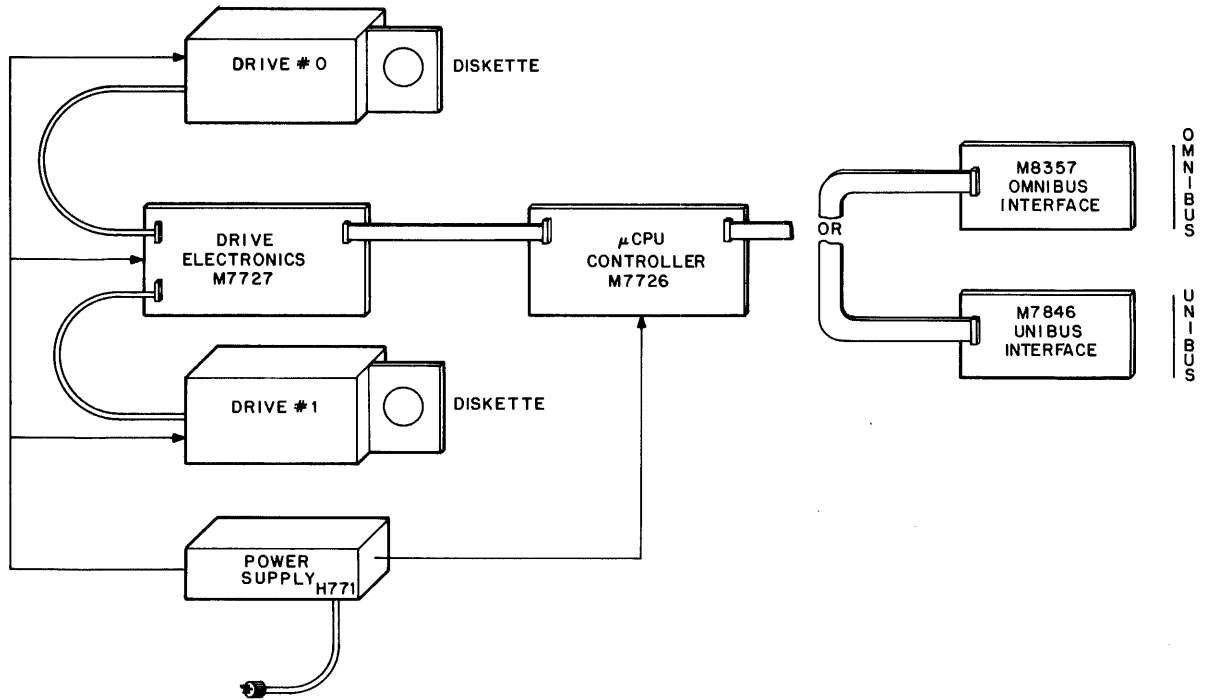 DRIVE #0
DISKETTE
DRIVE
ELECTRONICS
M7727
μCPU
CONTROLLER
M7726
OR
M8357
OMNIBUS
INTERFACE
OMNIBUS
M7846
UNIBUS
INTERFACE
UNIBUS
DRIVE #1
DISKETTE
POWER
SUPPLY
H771